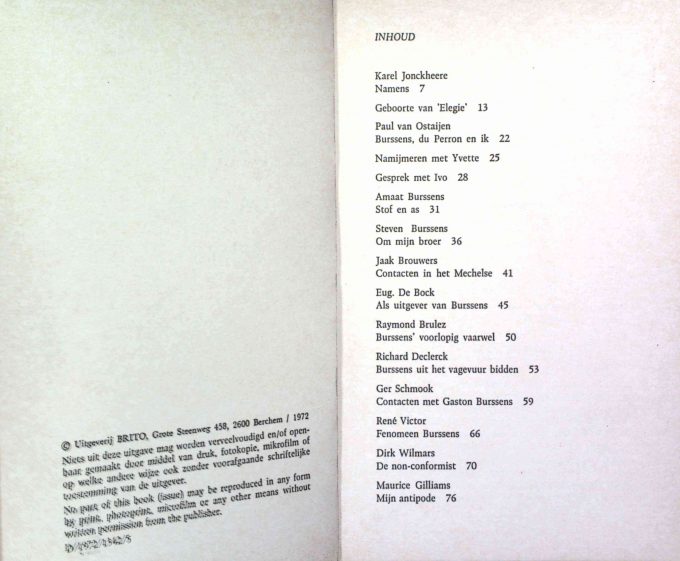 © Uitgeverij BRITO, Grote Steenweg 458, 2600 Berchem / 1972
Niets uit deze uitgave mag worden verveelvoudigd en/of open-
baar gemaakt door middel van druk, fotokopie, mikrofilm of
op welke andere wijze ook zonder voorafgaande schriftelijke
toestemming van de uitgever.
No part of this book (issue) may be reproduced in any form
by print, photoprint, microfilm or any other means without
written permission from the publisher.
D/1972/1342/5
INHOUD
Karel Jonckheere
Namens 7
Geboorte van 'Elegie' 13
Paul van Ostaijen
Burssens, du Perron en ik 22
Namijmeren met Yvette 25
Gesprek met Ivo 28
Amaat Burssens
Stof en as 31
Steven Burssens
Om mijn broer 36
Jaak Brouwers
Contacten in het Mechelse 41
Eug. De Bock
Als uitgever van Burssens 45
Raymond Brulez
Burssens' voorlopig vaarwel 50
Richard Declerck
Burssens uit het vagevuur bidden 53
Ger Schmook
Contacten met Gaston Burssens 59
René Victor
Fenomeen Burssens 66
Dirk Wilmars
De non-conformist 70
Maurice Gilliams
Mijn antipode 76